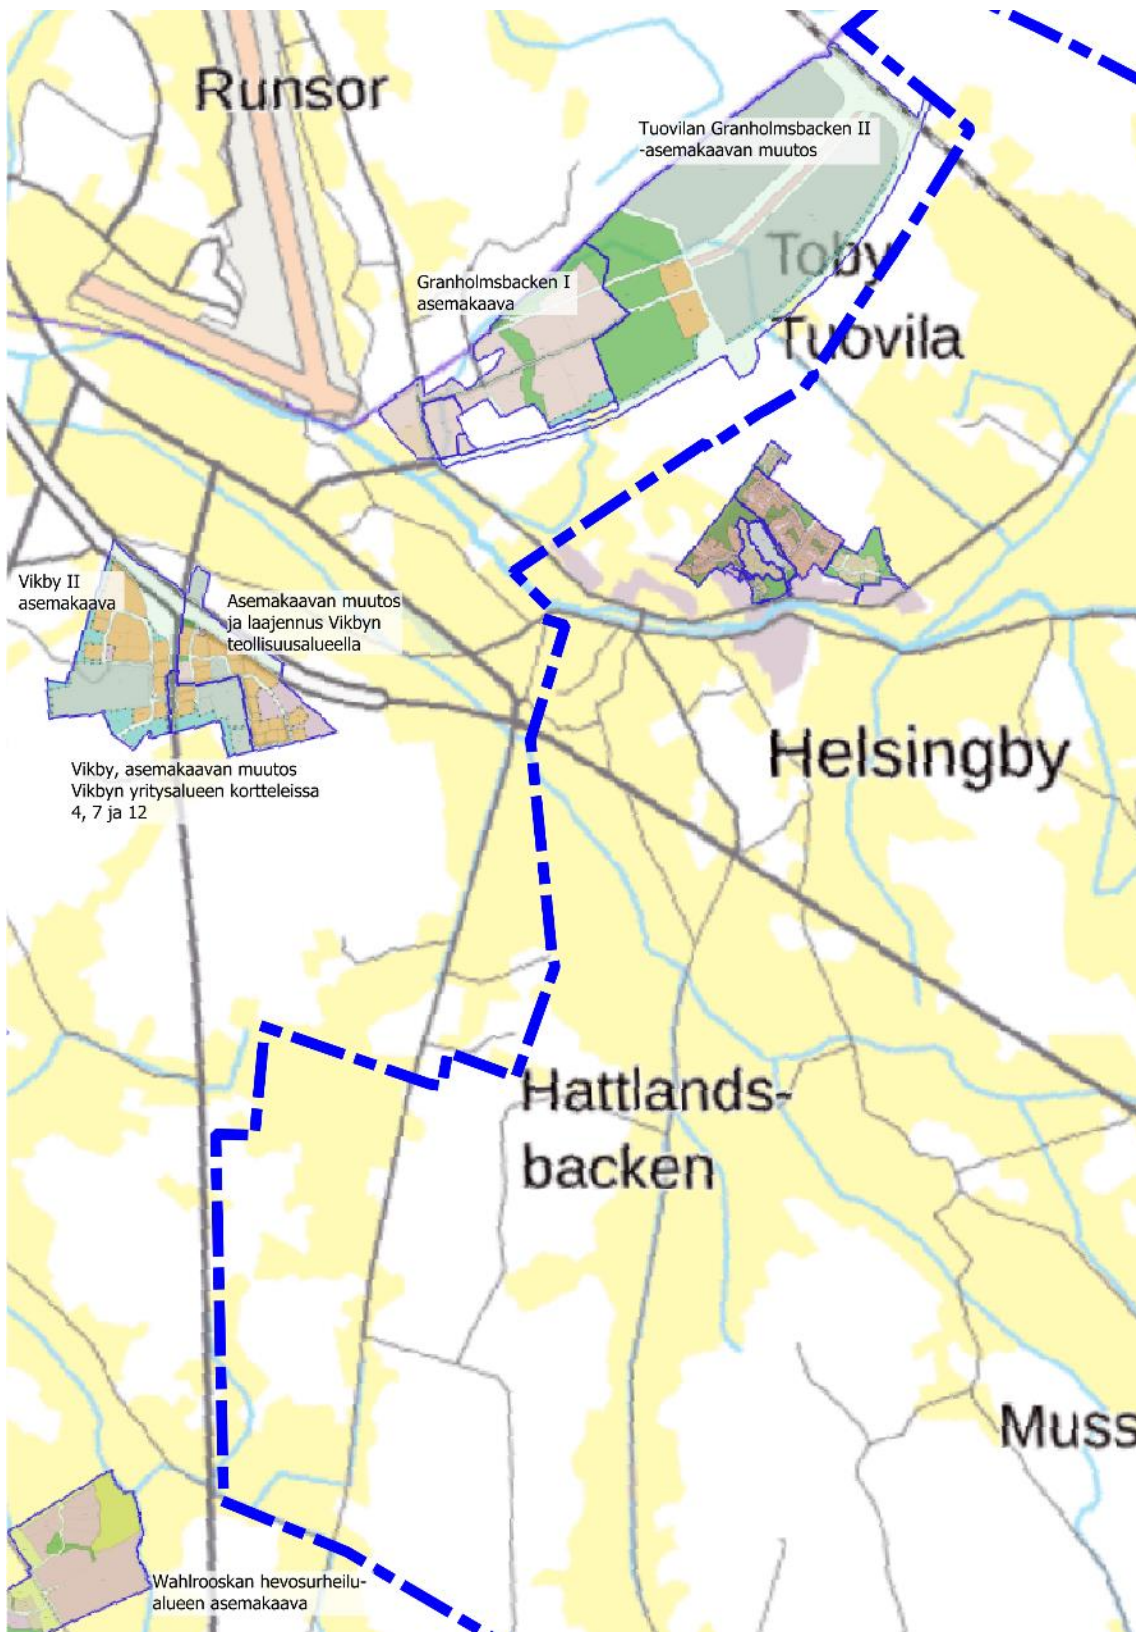 Runsor
Tuovilan Granholmsbacken II
-asemakaavan muutos
Toby
Tuovila
Granholmsbacken I
asemakaava
Vikby II
asemakaava
Asemakaavan muutos
ja laajennus Vikbyn
teollisuusalueella
Helsingby
Vikby, asemakaavan muutos
Vikbyn yritysalueen kortteleissa
4, 7 ja 12
Hattlands-
backen
Muss
Wahlrooskan hevosurheilu-
alueen asemakaava